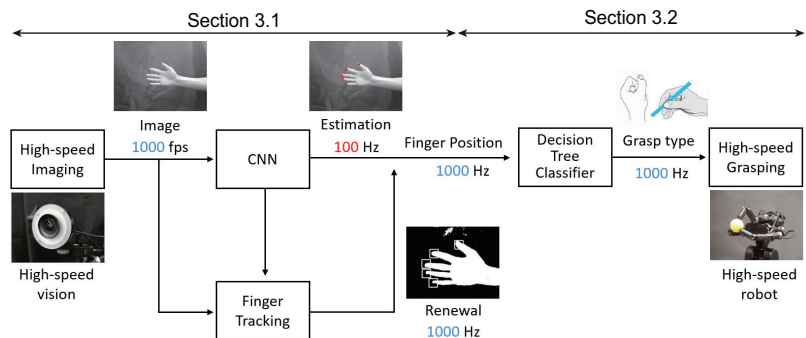 Section 3.1
Section 3.2
Image
1000 fps
Estimation
100 Hz
Finger Position
1000 Hz
Grasp type
1000 Hz
High-speed
Imaging
CNN
Decision
Tree
Classifier
High-speed
Grasping
High-speed
vision
Finger
Tracking
Renewal
1000 Hz
High-speed
robot